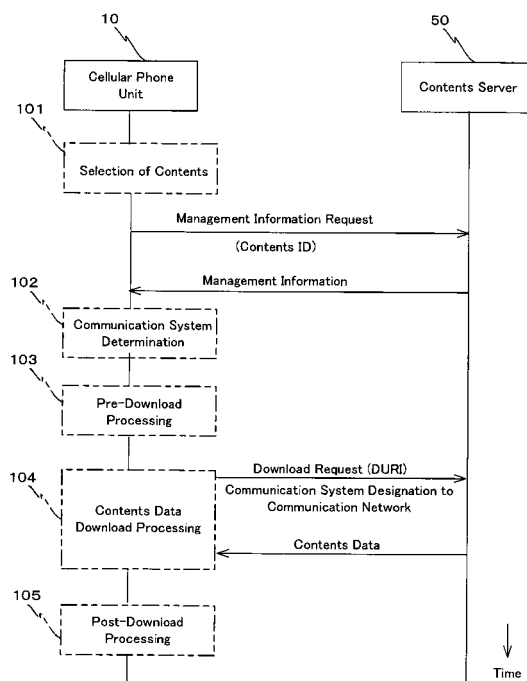 10
50
Cellular Phone
Unit
Contents Server
101
Selection of Contents
Management Information Request
(Contents ID)
Management Information
102
Communication System
Determination
103
Pre-Download
Processing
104
Contents Data
Download Processing
Download Request (DURI)
Communication System Designation to
Communication Network
Contents Data
105
Post-Download
Processing
Time